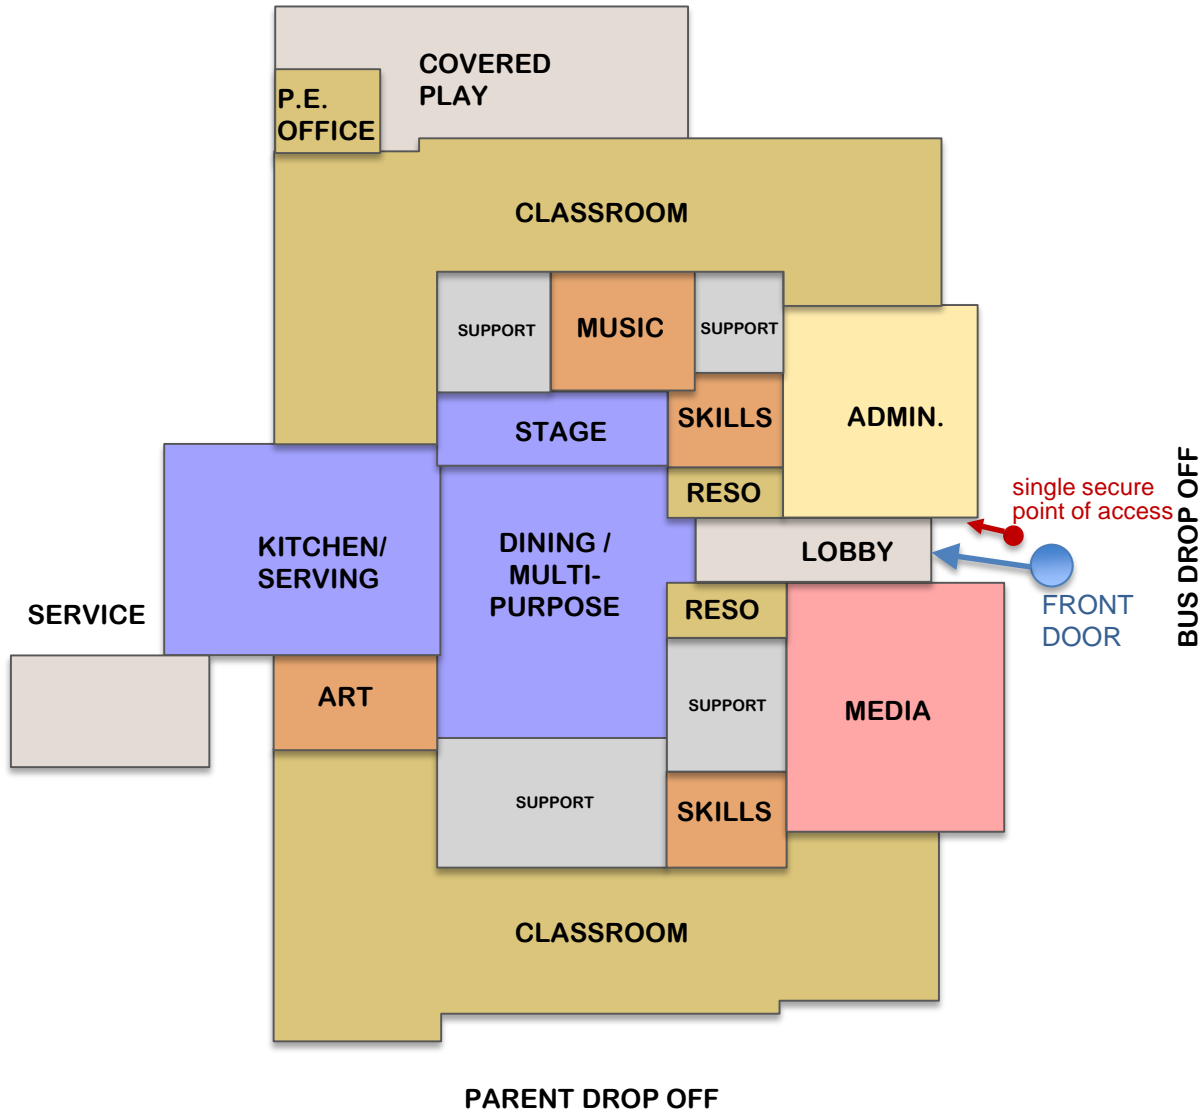 COVERED
PLAY
P.E.
OFFICE
CLASSROOM
SUPPORT
MUSIC
SUPPORT
STAGE
SKILLS
ADMIN.
RESO
single secure
point of access
BUS DROP OFF
KITCHEN/
SERVING
DINING /
MULTI-
PURPOSE
LOBBY
FRONT
DOOR
SERVICE
RESO
ART
SUPPORT
MEDIA
SUPPORT
SKILLS
CLASSROOM
PARENT DROP OFF